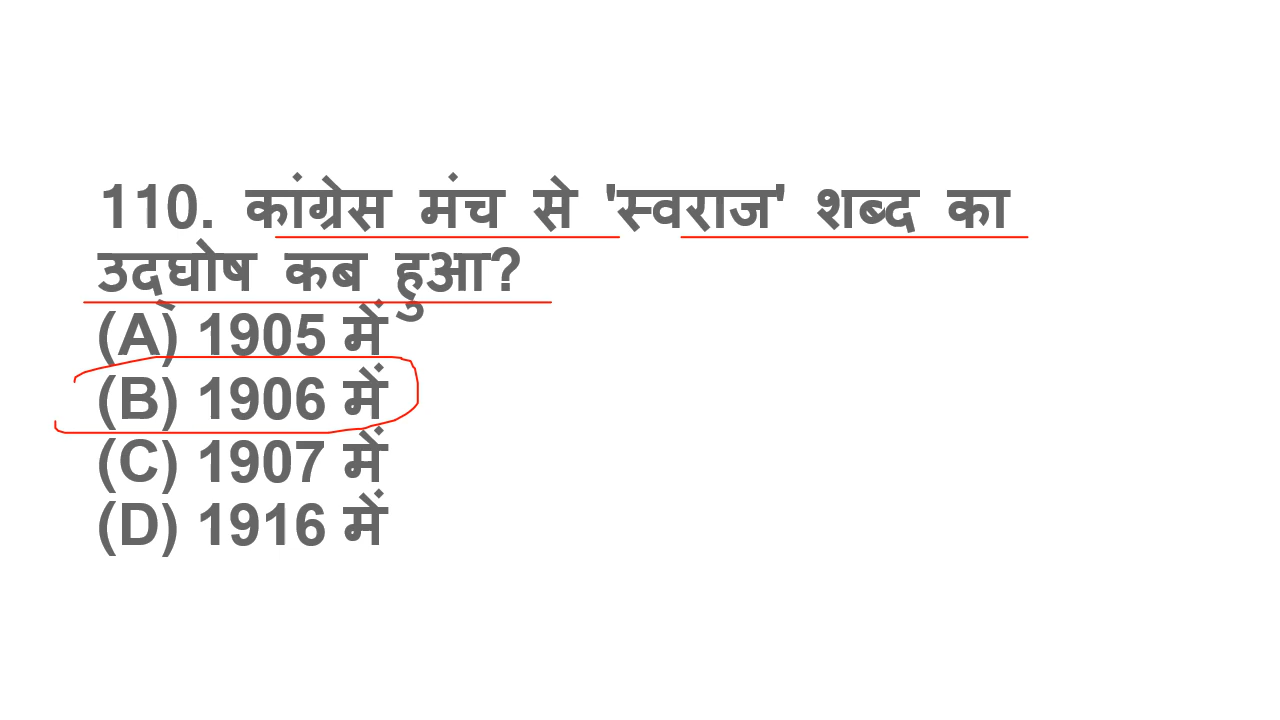 110. कांग्रेस मंच से 'स्वराज' शब्द का
उद्घोष कब हुआ?
(A) 1905 में
(B) 1906 में
(C) 1907 में
(D) 1916 में